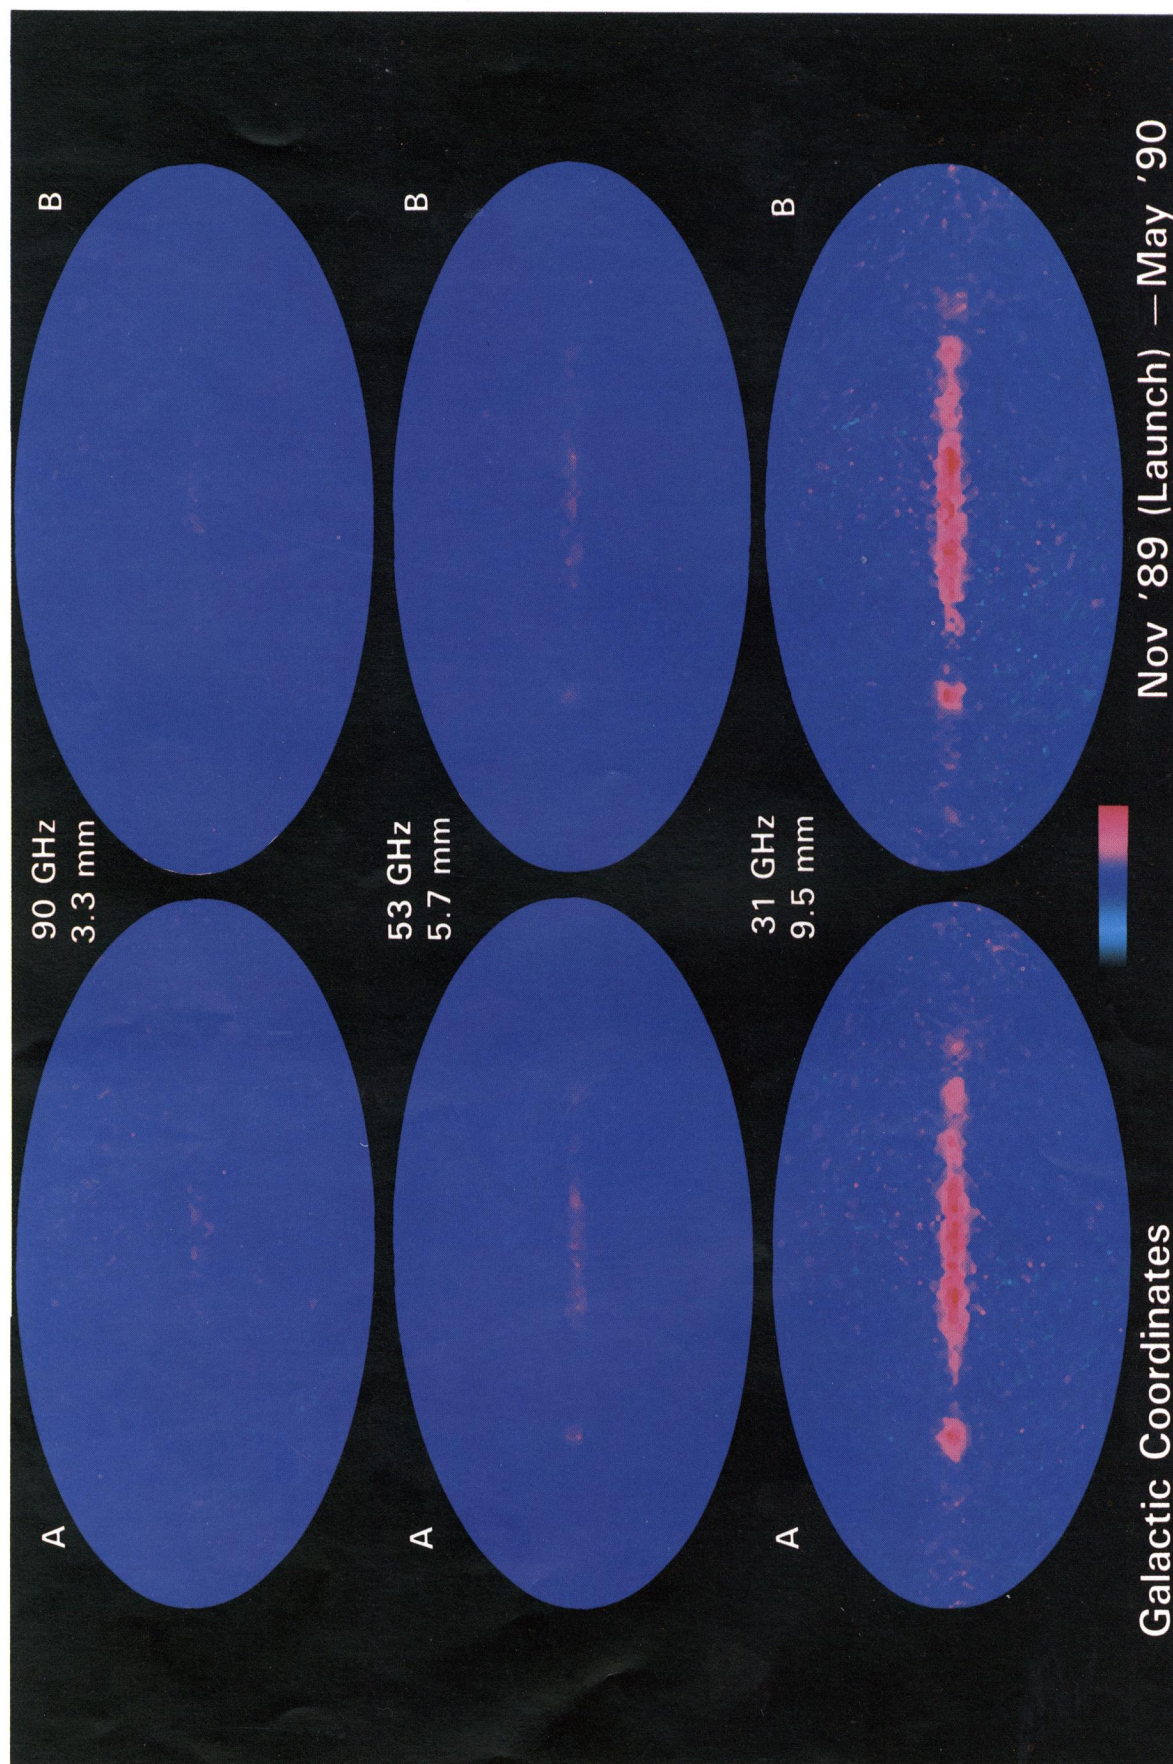 90 GHz
3.3 mm
A
B
53 GHz
5.7 mm
A
B
31 GHz
9.5 mm
A
B
Galactic Coordinates
Nov '89 (Launch) — May '90